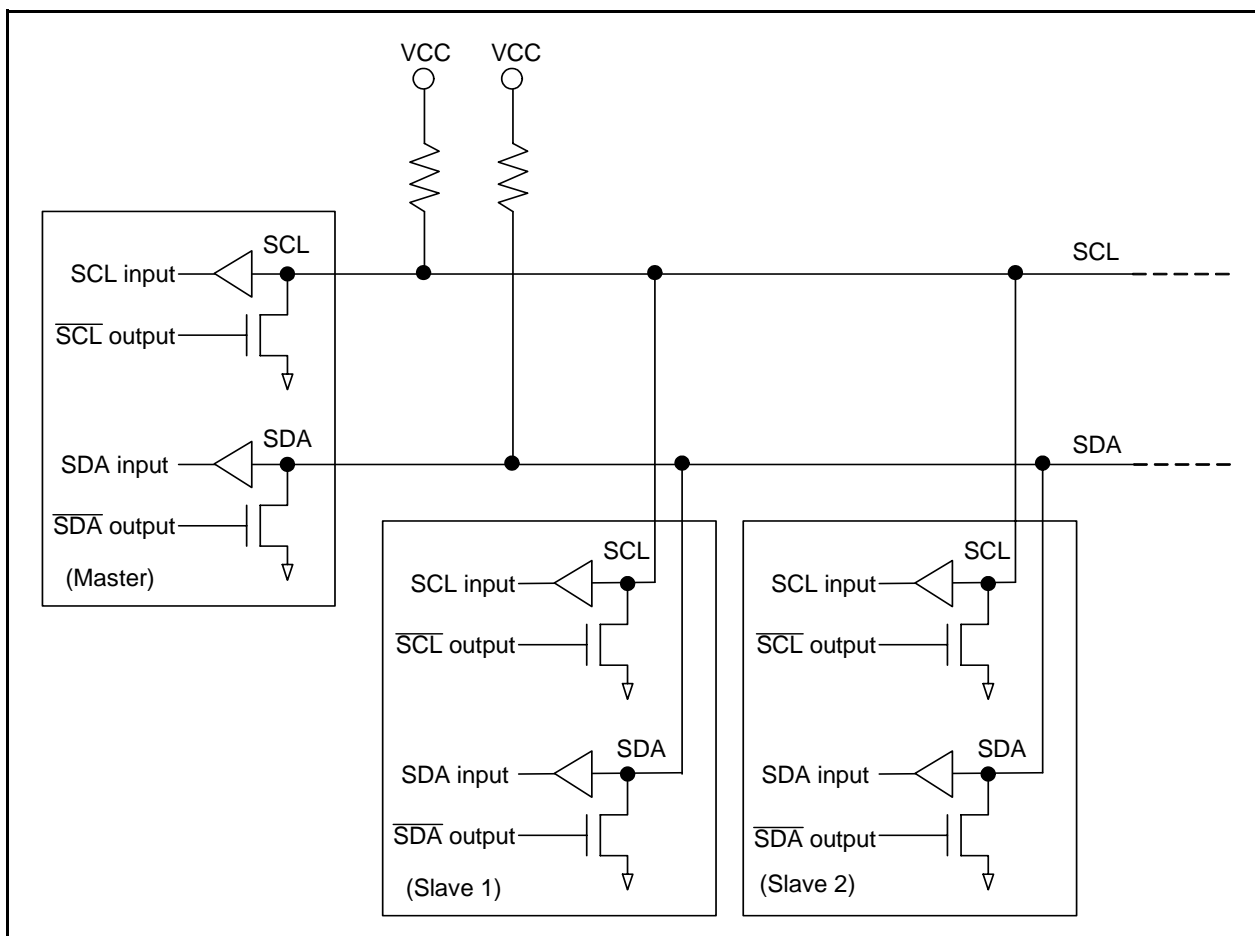 VCC VCC
SCL
SCL input
SCL output
SCL
SDA
SDA input
SDA output
(Master)
SDA
SCL
SCL input
SCL output
SDA
SDA input
SDA output
(Slave 1)
SCL
SCL input
SCL output
SDA
SDA input
SDA output
(Slave 2)